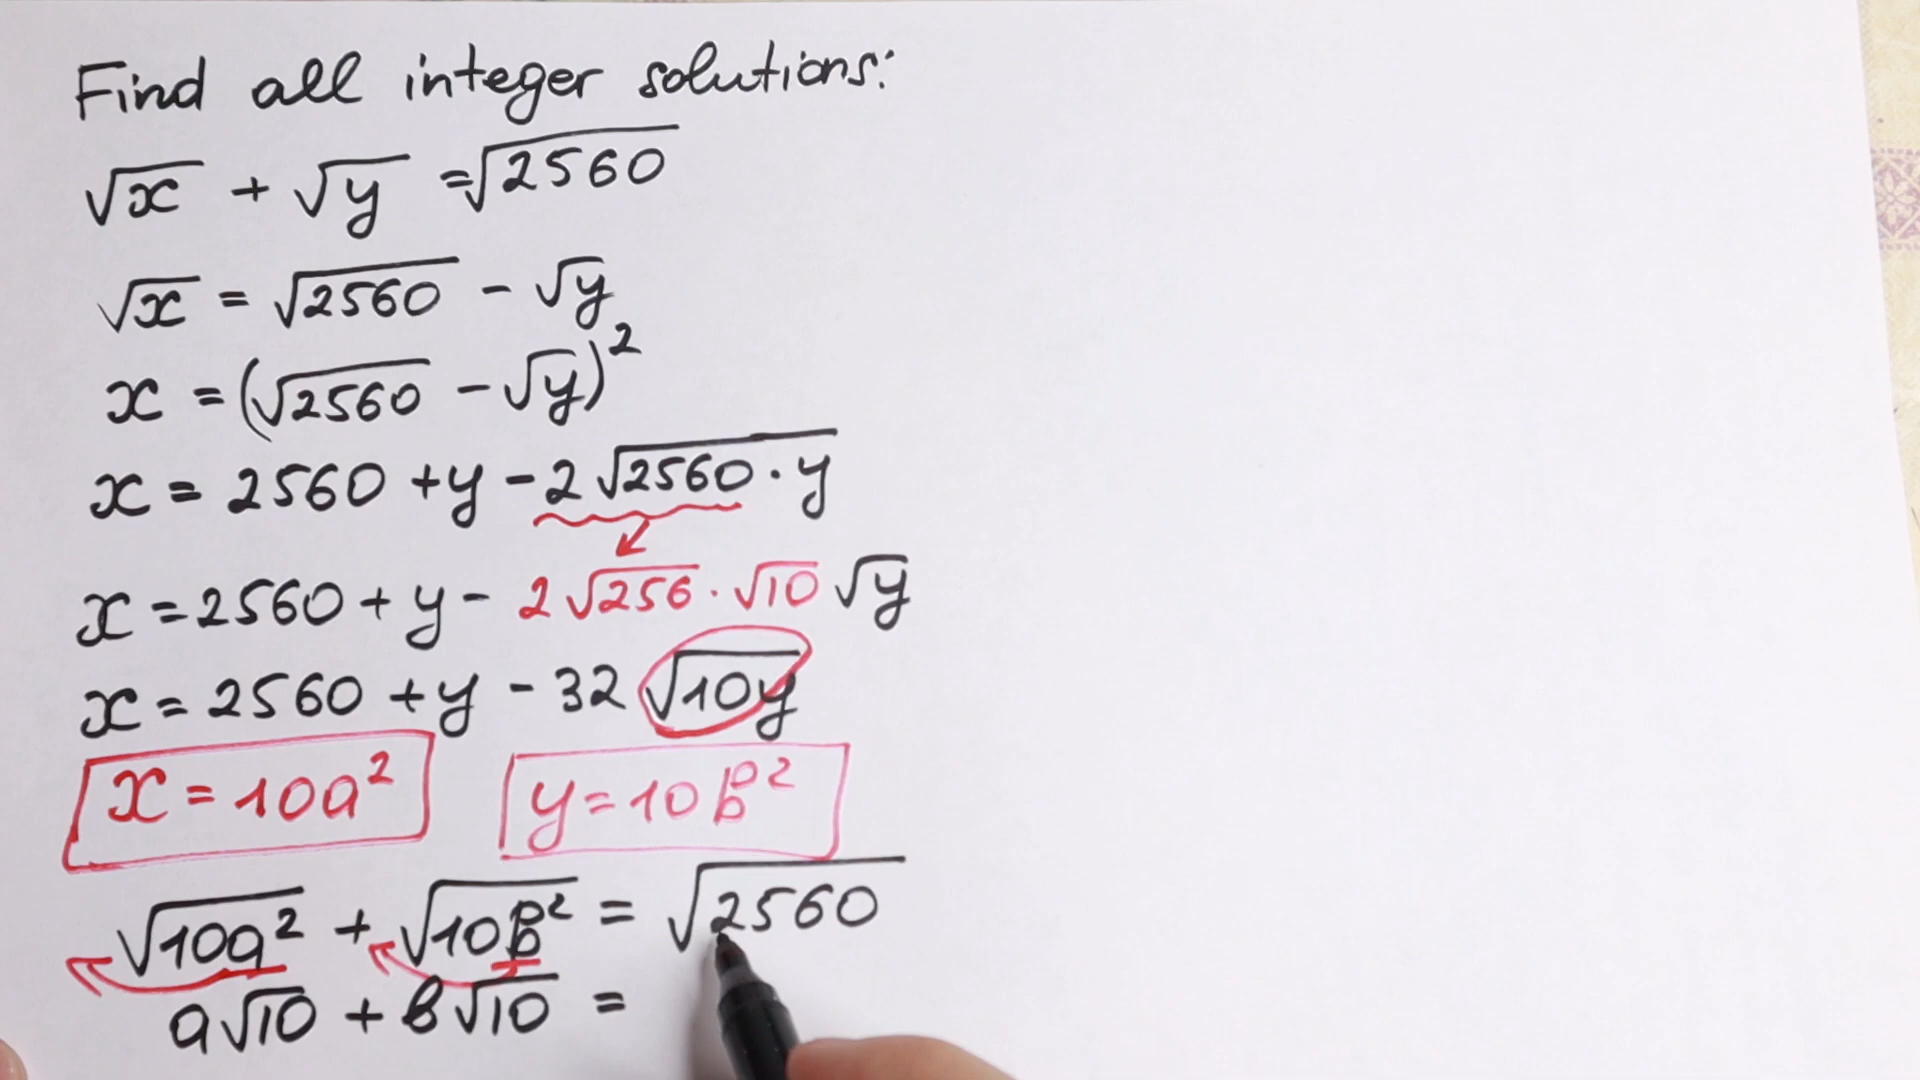 Find all integer solutions:
√x + √y = √2560
√x = √2560 - √y
x = (√2560 - √y)²
x = 2560 + y - 2√2560·y
x = 2560 + y - 2√256·√10 √y
x = 2560 + y - 32√10y
x = 10a² y = 10b²
√10a² + √10b² = √2560
a√10 + b√10 =